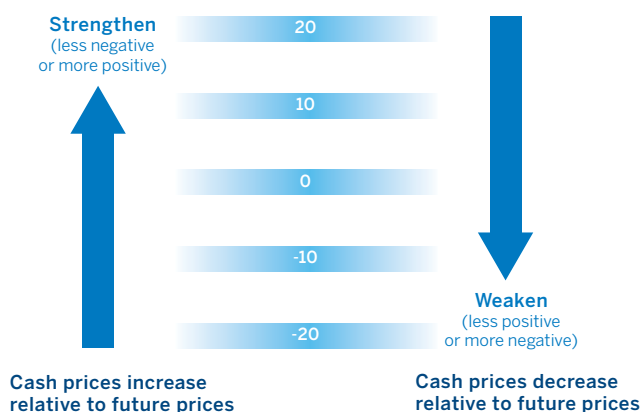 Strengthen
(less negative
or more positive)
20
10
0
-10
-20
Weaken
(less positive
or more negative)
Cash prices increase
relative to future prices
Cash prices decrease
relative to future prices